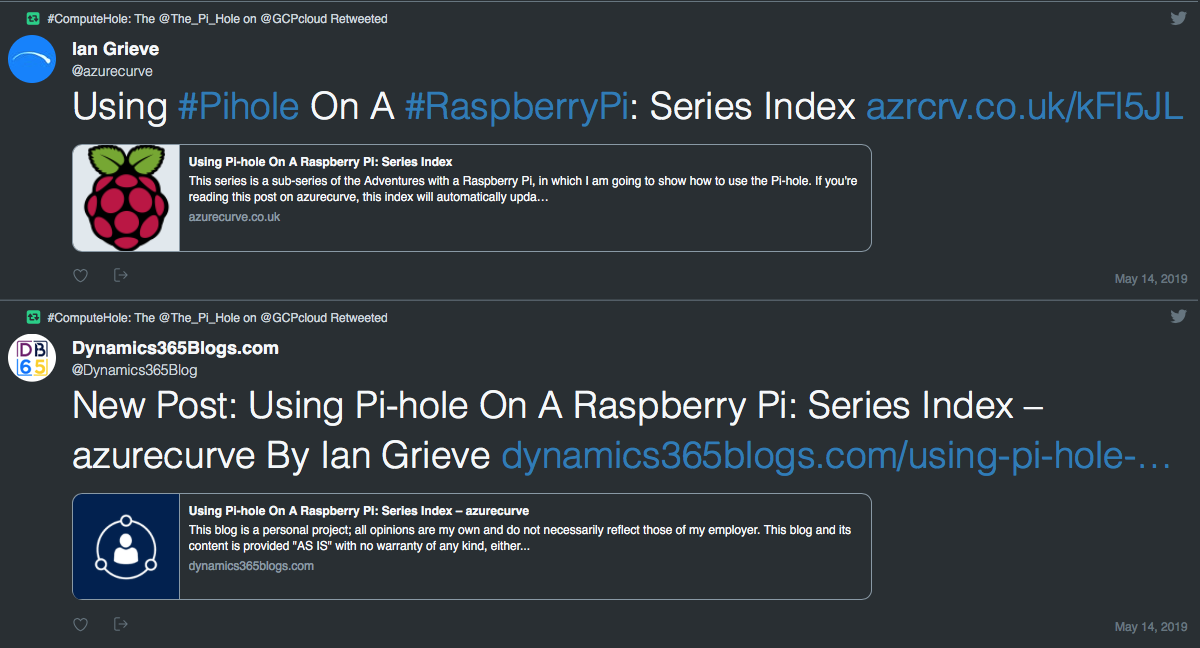 #ComputeHole: The @The_Pi_Hole on @GCPcloud Retweeted
Ian Grieve
@azurecurve
Using #Pihole On A #RaspberryPi: Series Index azrcrv.co.uk/kFI5JL
Using Pi-hole On A Raspberry Pi: Series Index
This series is a sub-series of the Adventures with a Raspberry Pi, in which I am going to show how to use the Pi-hole. If you're
reading this post on azurecurve, this index will automatically upda…
azurecurve.co.uk
May 14, 2019
#ComputeHole: The @The_Pi_Hole on @GCPcloud Retweeted
DB
65
Dynamics365Blogs.com
@Dynamics365Blog
New Post: Using Pi-hole On A Raspberry Pi: Series Index –
azurecurve By Ian Grieve dynamics365blogs.com/using-pi-hole-…
Using Pi-hole On A Raspberry Pi: Series Index – azurecurve
This blog is a personal project; all opinions are my own and do not necessarily reflect those of my employer. This blog and its
content is provided "AS IS" with no warranty of any kind, either...
dynamics365blogs.com
May 14, 2019